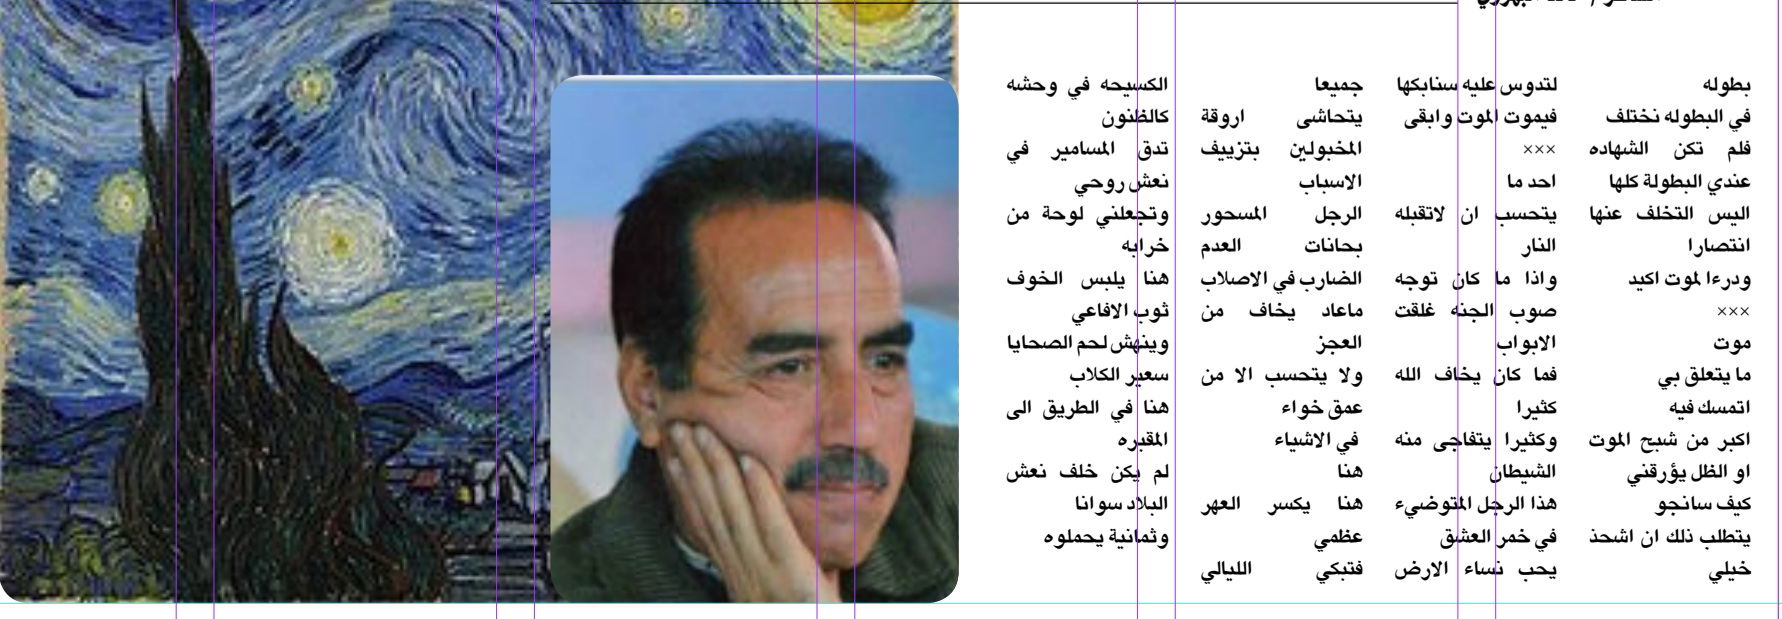 بطوله
في البطوله نختلف
فلم تكن الشهاده
عندي البطولة كلها
اليس التخلف عنها
انتصارا
ودرءا لموت اكيد
×××
موت
ما يتعلق بي
اتمسك فيه
اكبر من شبح الموت
او الظل يؤرقني
كيف سانجو
يتطلب ذلك ان اشحذ
خيلي
لتدوس عليه سنابكها
فيموت الموت وابقى
×××
احد ما
يتحسب ان لاتقبله
النار
واذا ما كان توجه
صوب الجنه غلقت
الابواب
فما كان يخاف الله
كثيرا
وكثيرا يتفاجى منه
الشيطان
هذا الرجل المتوضيء
في خمر العشق
يحب نساء الارض
جميعا
يتحاشى اروقة
المخبولين بتزييف
الاسباب
الرجل المسحور
بحانات العدم
الضارب في الاصلاب
ماعاد يخاف من
العجز
ولا يتحسب الا من
عمق خواء
في الاشياء
هنا
هنا يكسر العهر
عظمي
فتبكي الليالي
الكسيحه في وحشه
كالظنون
تدق المسامير في
نعش روحي
وتجعلني لوحة من
خرابه
هنا يلبس الخوف
ثوب الافاعي
وينهش لحم الصحايا
سعير الكلاب
هنا في الطريق الى
المقبره
لم يكن خلف نعش
البلاد سوانا
وثمانية يحملوه